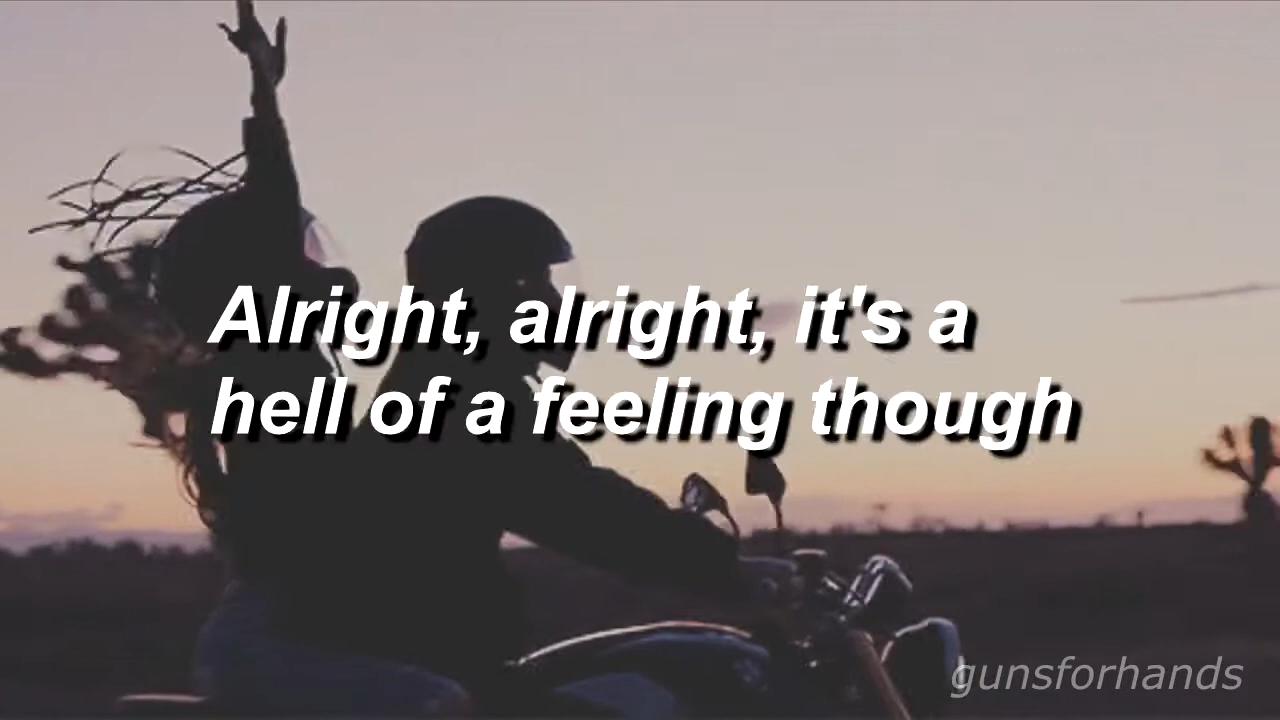 Alright, alright, it's a
hell of a feeling though
gunsforhands